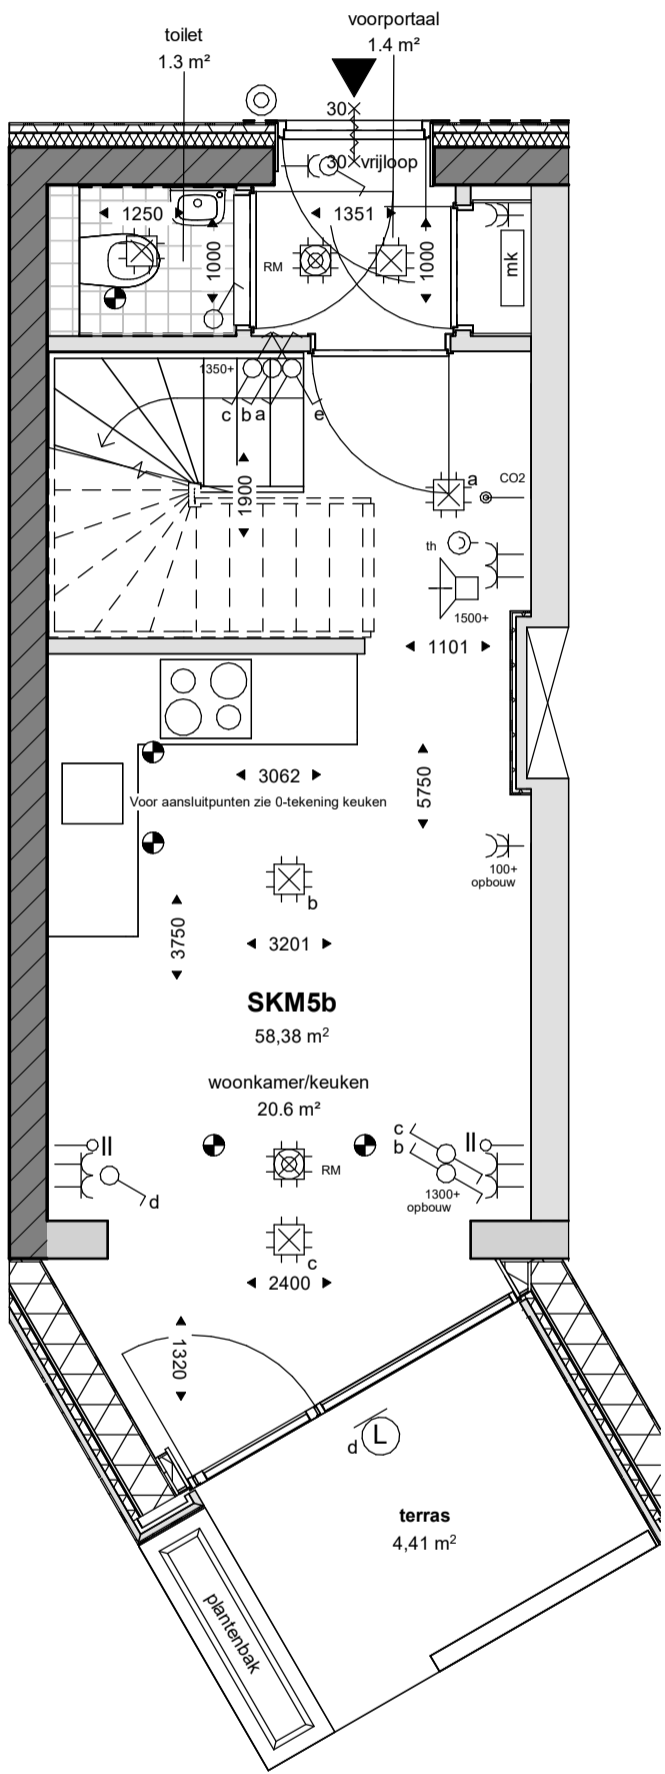 voorportaal
1.4 m²
toilet
1.3 m²
30
30 vrijloop
1250
1351
1000
1000
RM
mk
1350+
c b a e
a
CO2
1900
th
1500+
1101
3062
5750
Voor aansluitpunten zie 0-tekening keuken
100+
opbouw
b
3750
3201
SKM5b
58,38 m²
woonkamer/keuken
20.6 m²
c
b
RM
d
1300+
opbouw
c
2400
1320
d
L
terras
4,41 m²
plantenbak